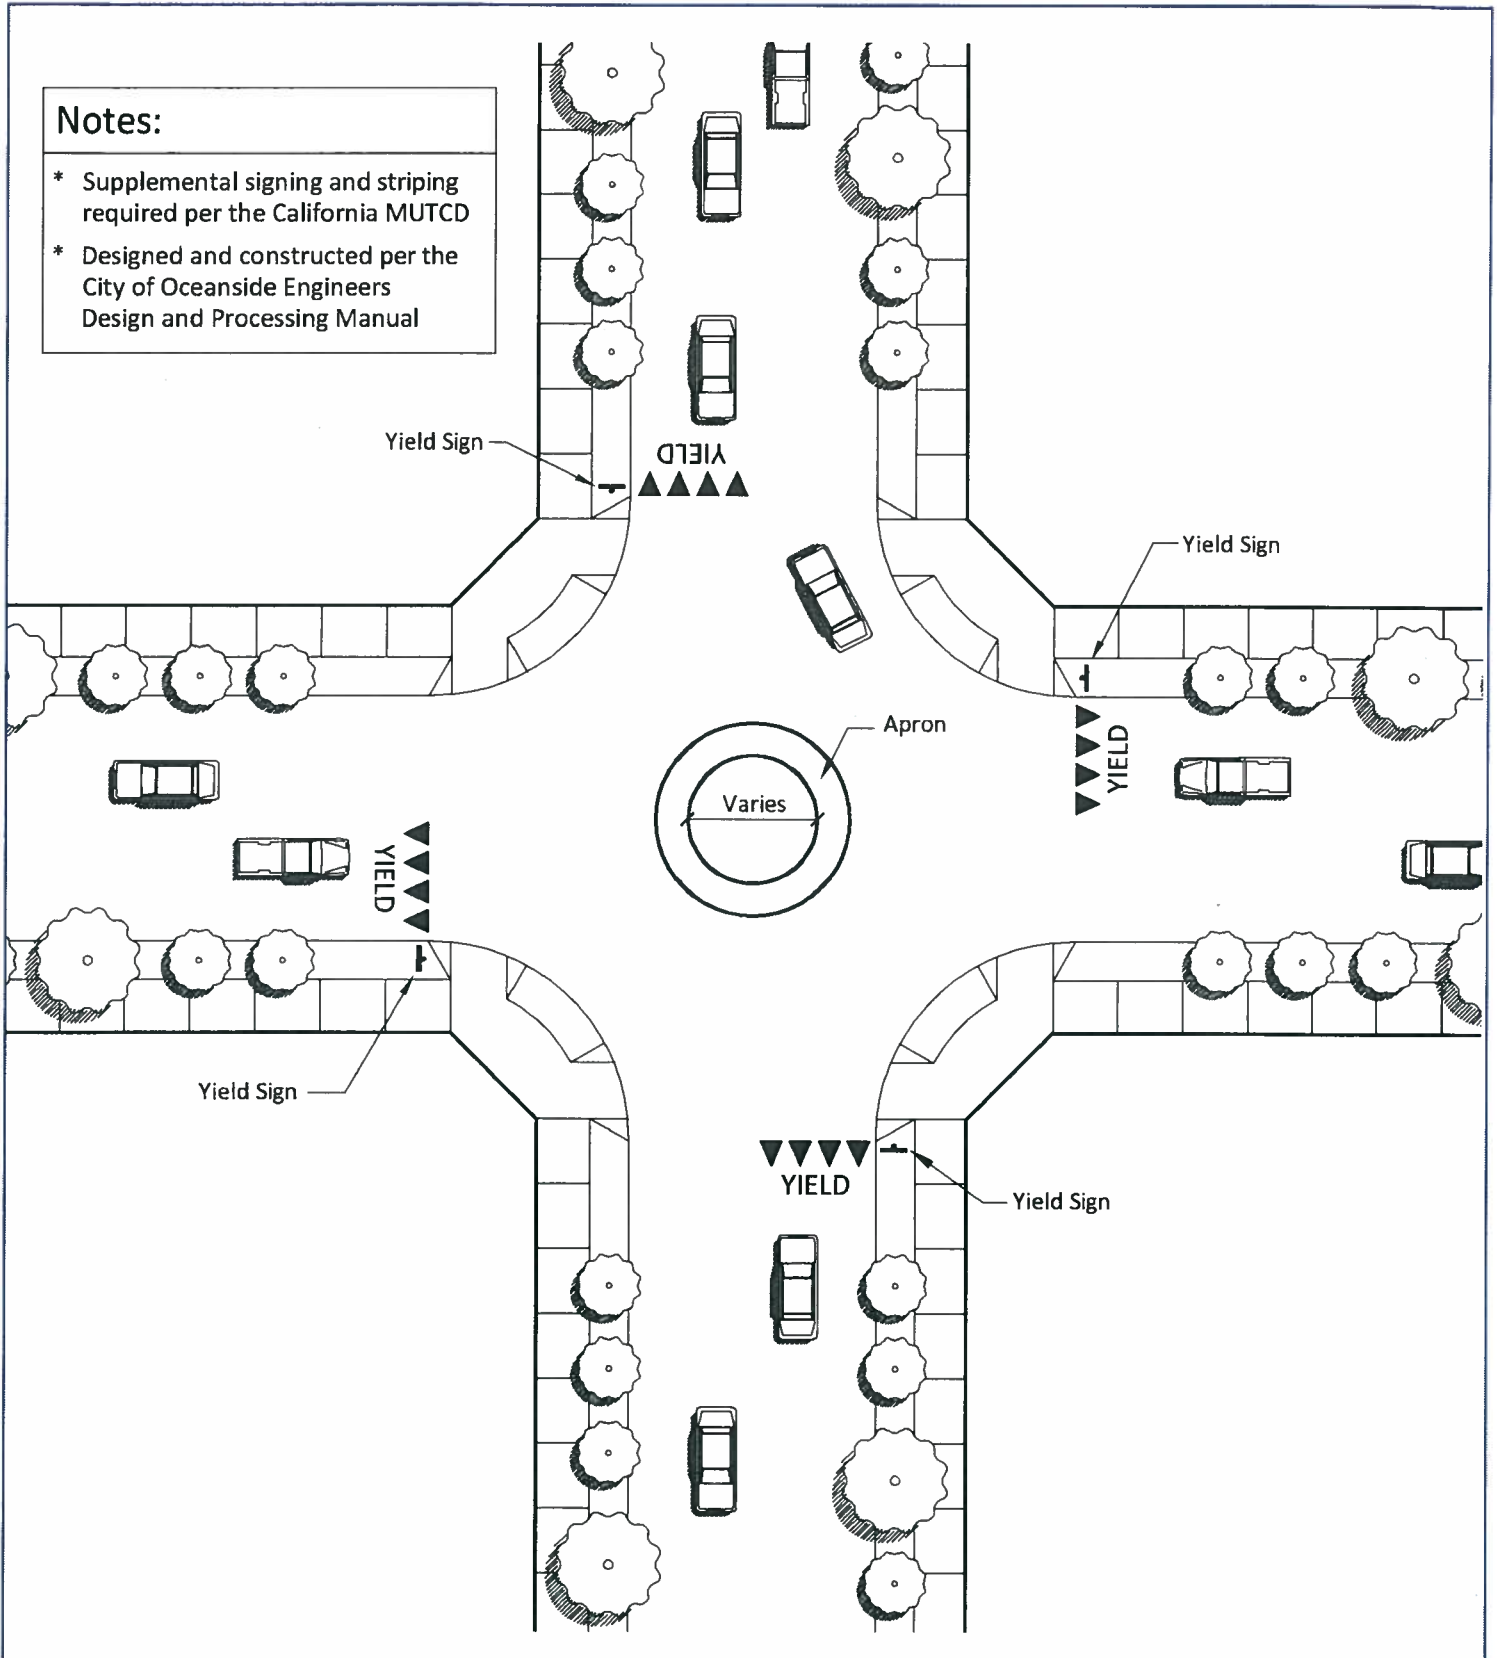 Notes:
* Supplemental signing and striping
required per the California MUTCD
* Designed and constructed per the
City of Oceanside Engineers
Design and Processing Manual
Yield Sign
YIELD
Yield Sign
Apron
YIELD
Varies
YIELD
Yield Sign
YIELD
Yield Sign